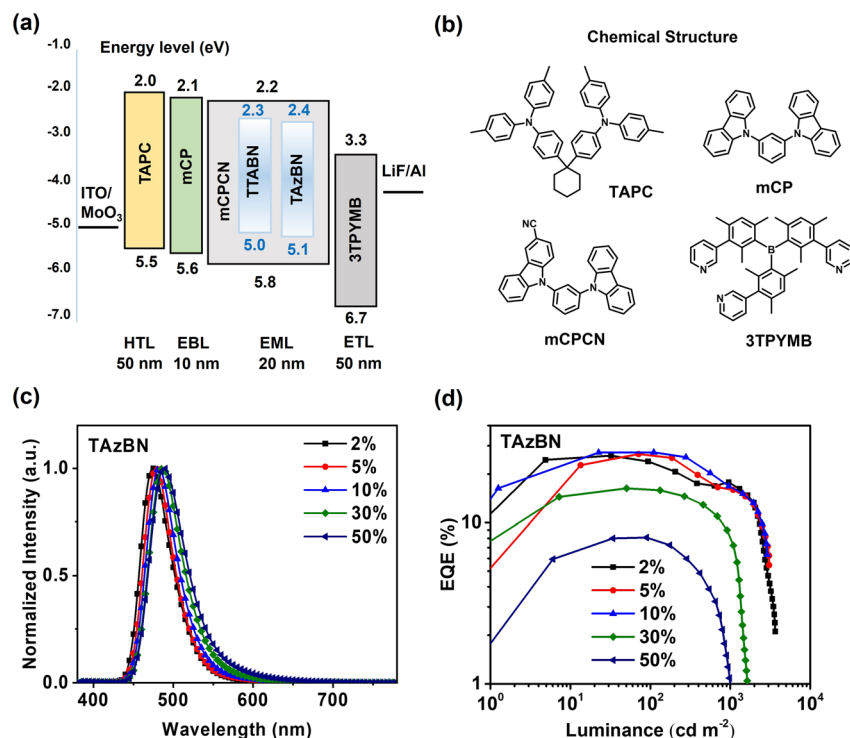 (a)
Energy level (eV)
-1.0
-2.0
-3.0
-4.0
-5.0
-6.0
-7.0
2.0
2.1
2.2
2.3
2.4
3.3
TAPC
mCP
mCPCN
TTABN
TAzBN
3TPYMB
ITO/
MoO3
LiF/Al
5.5
5.6
5.0
5.1
5.8
6.7
HTL
50 nm
EBL
10 nm
EML
20 nm
ETL
50 nm
(b)
Chemical Structure
N
N
TAPC
N
N
mCP
NC
N
N
mCPCN
B
N
N
N
3TPYMB
(c)
TAzBN
2%
5%
10%
30%
50%
Normalized Intensity (a.u.)
1.0
0.5
0.0
400
500
600
700
Wavelength (nm)
(d)
TAzBN
EQE (%)
10
1
2%
5%
10%
30%
50%
10^0
10^1
10^2
10^3
10^4
Luminance (cd m^-2)